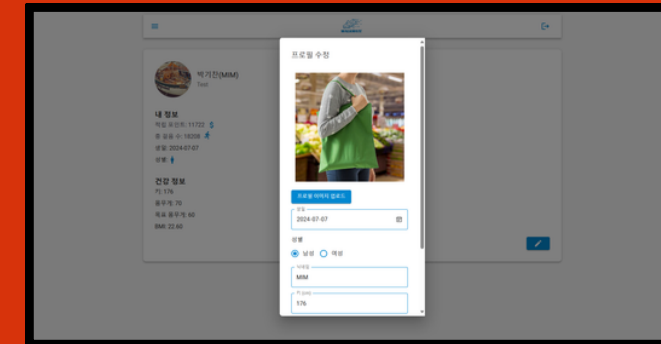 박기찬(MIM)
Test
내 정보
적립 포인트: 11722
총 걸음 수: 18208
생일: 2024-07-07
성별:
건강 정보
키: 176
몸무게: 70
목표 몸무게: 60
BMI: 22.60
프로필 수정
프로필 이미지 업로드
생일
2024-07-07
성별
남성
여성
닉네임
MIM
키 (cm)
176